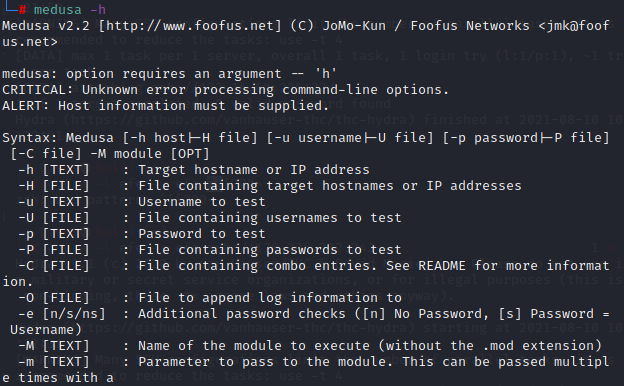 # medusa -h
Medusa v2.2 [http://www.foofus.net] (C) JoMo-Kun / Foofus Networks <jmk@foof
us.net>
medusa: option requires an argument -- 'h'
CRITICAL: Unknown error processing command-line options.
ALERT: Host information must be supplied.
Syntax: Medusa [-h host|-H file] [-u username|-U file] [-p password|-P file]
[-C file] -M module [OPT]
-h [TEXT] : Target hostname or IP address
-H [FILE] : File containing target hostnames or IP addresses
-u [TEXT] : Username to test
-U [FILE] : File containing usernames to test
-p [TEXT] : Password to test
-P [FILE] : File containing passwords to test
-C [FILE] : File containing combo entries. See README for more informat
ion.
-O [FILE] : File to append log information to
-e [n/s/ns] : Additional password checks ([n] No Password, [s] Password =
Username)
-M [TEXT] : Name of the module to execute (without the .mod extension)
-m [TEXT] : Parameter to pass to the module. This can be passed multipl
e times with a